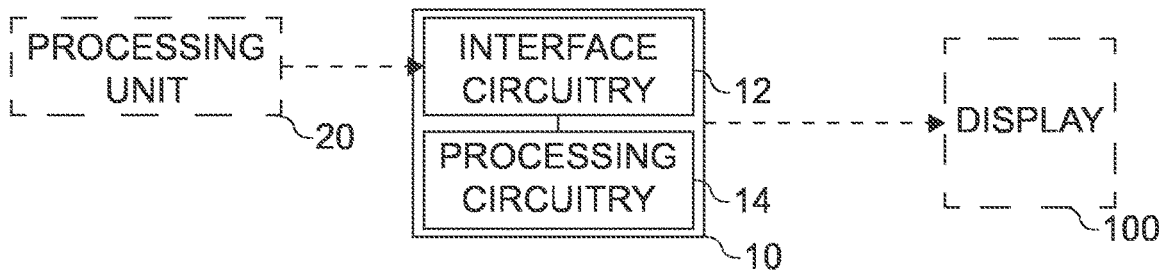 PROCESSING
UNIT
20
INTERFACE
CIRCUITRY
12
PROCESSING
CIRCUITRY
14
10
DISPLAY
100